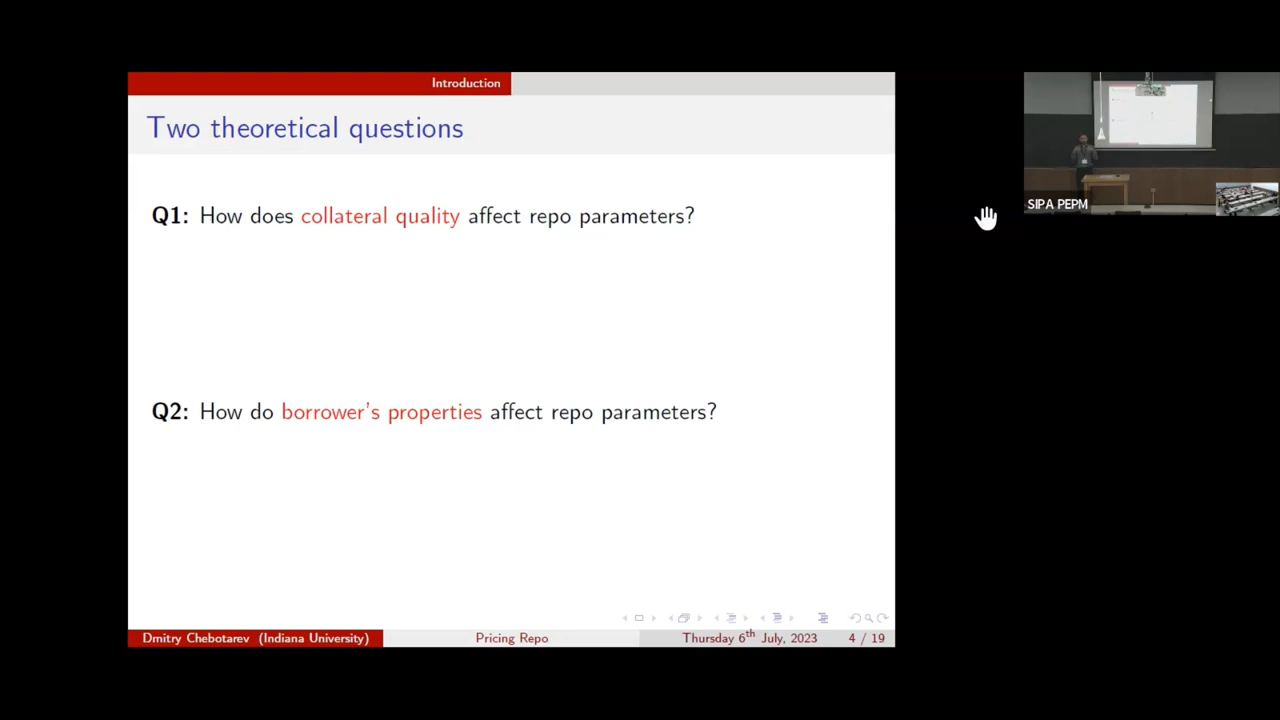 Introduction
Two theoretical questions
Q1: How does collateral quality affect repo parameters?
SIPA PEPM
Q2: How do borrower's properties affect repo parameters?
Dmitry Chebotarev (Indiana University) Pricing Repo Thursday 6th July, 2023 4 / 19